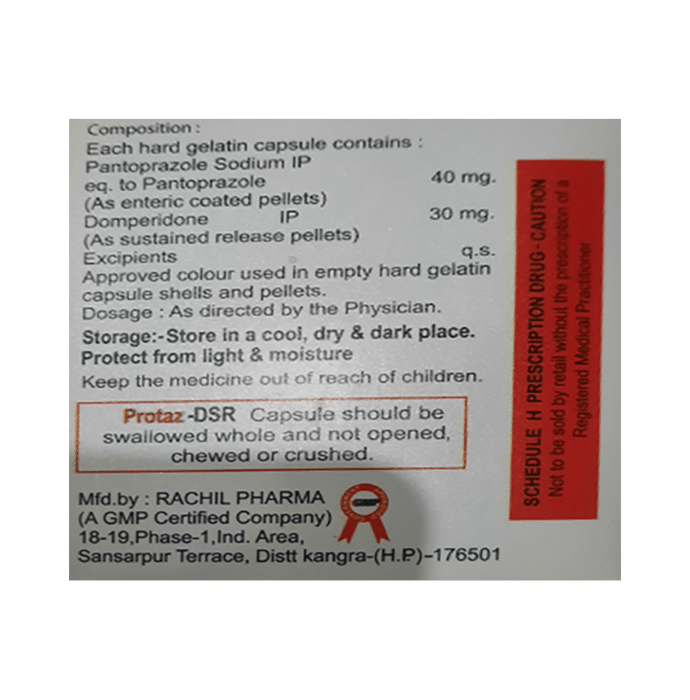 Composition :
Each hard gelatin capsule contains :
Pantoprazole Sodium IP
eq. to Pantoprazole 40 mg.
(As enteric coated pellets)
Domperidone IP 30 mg.
(As sustained release pellets)
Excipients q.s.
Approved colour used in empty hard gelatin
capsule shells and pellets.
Dosage : As directed by the Physician.
Storage:-Store in a cool, dry & dark place.
Protect from light & moisture
Keep the medicine out of reach of children.
Protaz-DSR Capsule should be
swallowed whole and not opened,
chewed or crushed.
Mfd.by : RACHIL PHARMA
(A GMP Certified Company)
18-19,Phase-1,Ind. Area,
Sansarpur Terrace, Distt kangra-(H.P)-176501
GMP
SCHEDULE H PRESCRIPTION DRUG-CAUTION
Not to be sold by retail without the prescription of a
Registered Medical Practitioner